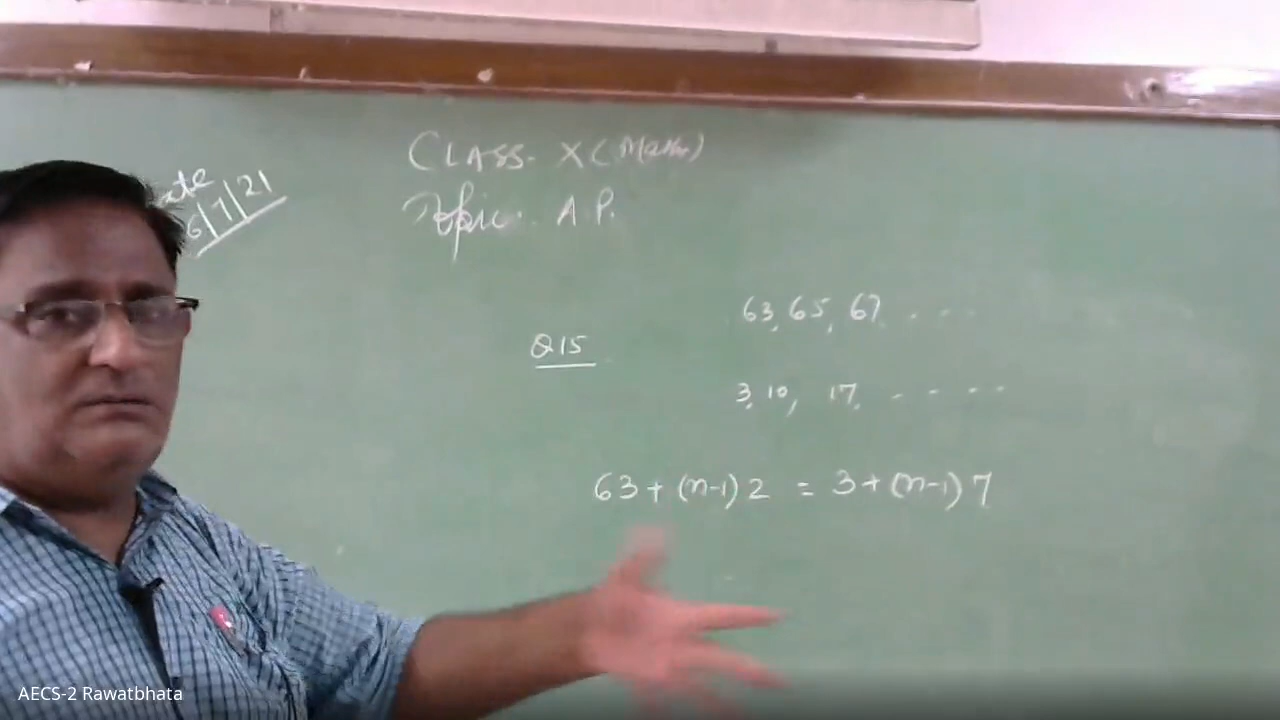 CLASS- X (Maths)
Topic:- A.P.
ate
6/7/21
63, 65, 67 . . .
Q15
3, 10, 17, - - - -
63 + (n-1) 2 = 3 + (n-1) 7
AECS-2 Rawatbhata